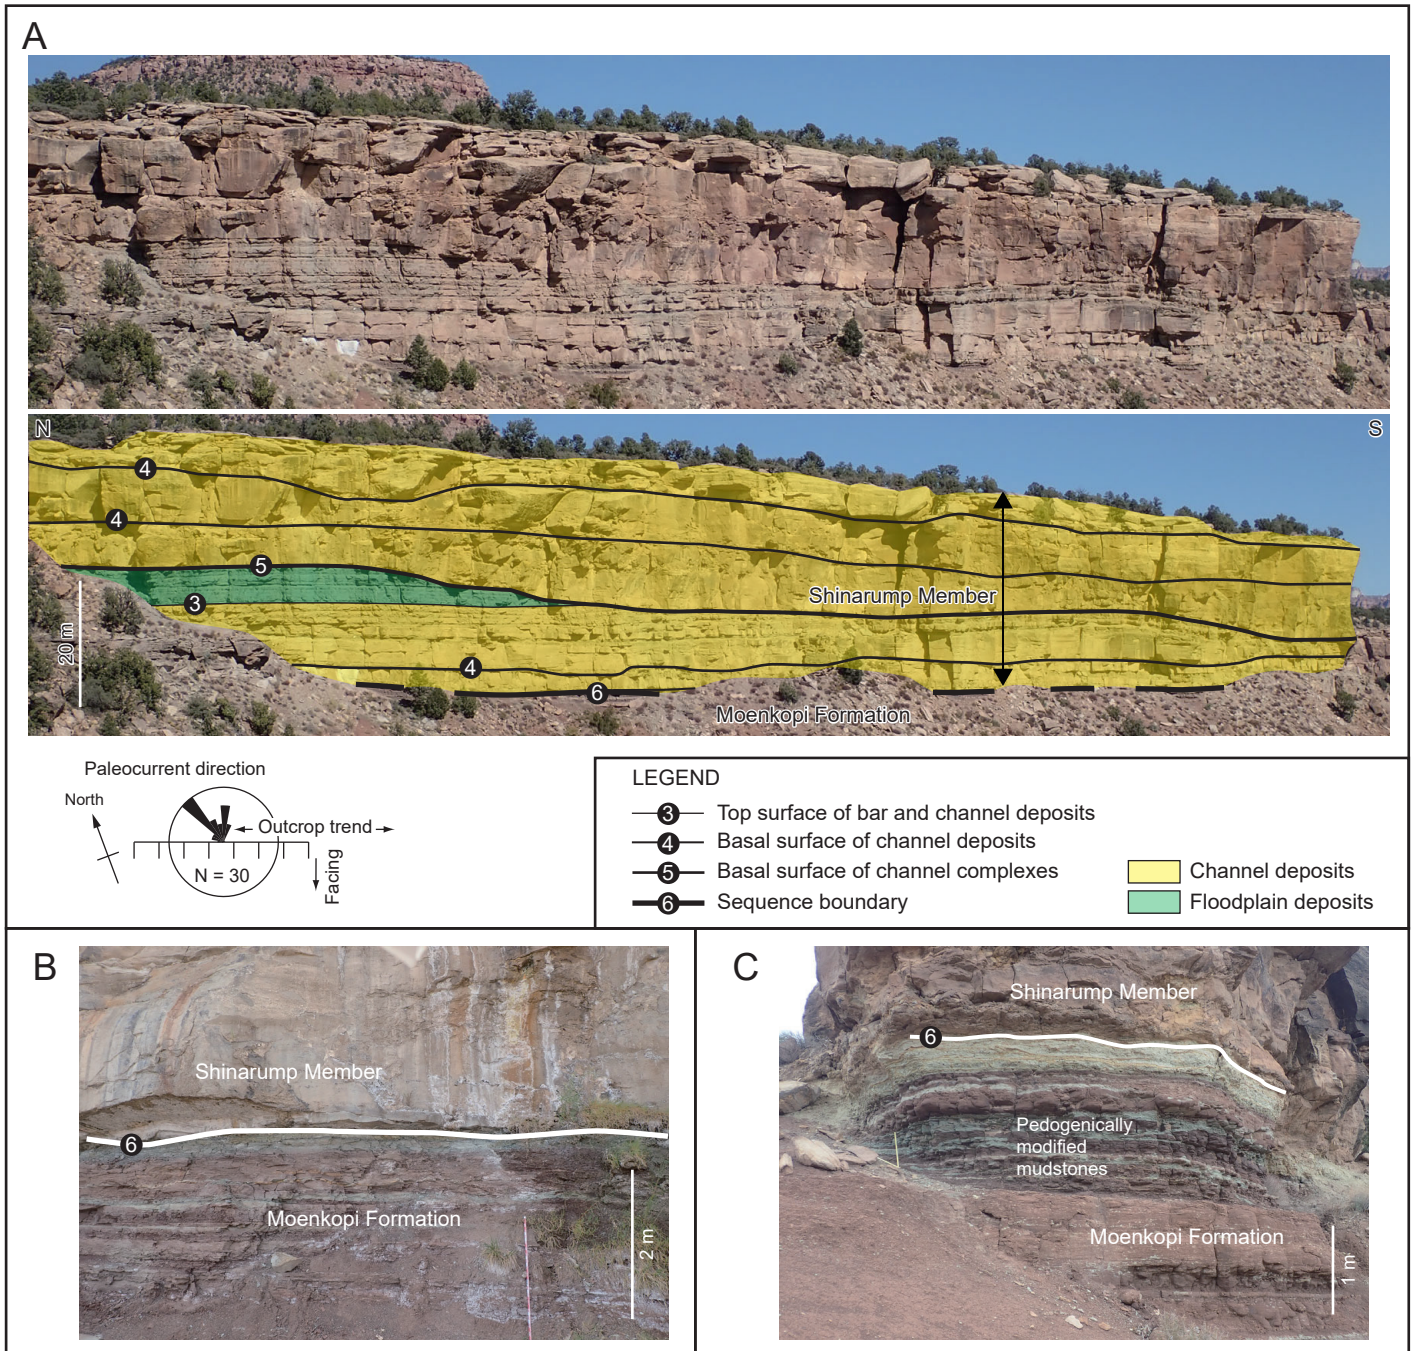 A
N
S
4
4
5
3
Shinarump Member
20 m
4
6
Moenkopi Formation
Paleocurrent direction
North
Outcrop trend
N = 30
Facing
LEGEND
3 Top surface of bar and channel deposits
4 Basal surface of channel deposits
5 Basal surface of channel complexes
6 Sequence boundary
Channel deposits
Floodplain deposits
B
Shinarump Member
6
Moenkopi Formation
2 m
C
Shinarump Member
6
Pedogenically
modified
mudstones
Moenkopi Formation
1 m